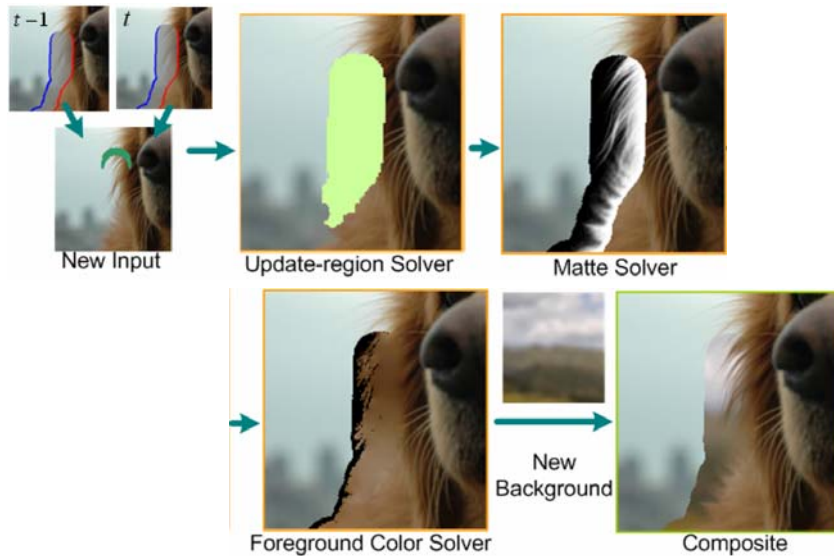 t-1
t
New Input
Update-region Solver
Matte Solver
Foreground Color Solver
New
Background
Composite